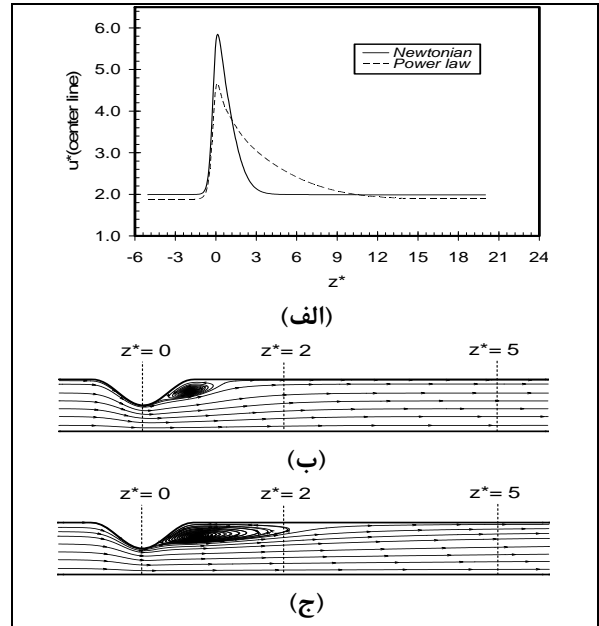 6.0
5.0
4.0
3.0
2.0
1.0
u*(center line)
Newtonian
Power law
-6 -3 0 3 6 9 12 15 18 21 24
z*
(الف)
z*= 0 z*= 2 z*= 5
(ب)
z*= 0 z*= 2 z*= 5
(ج)